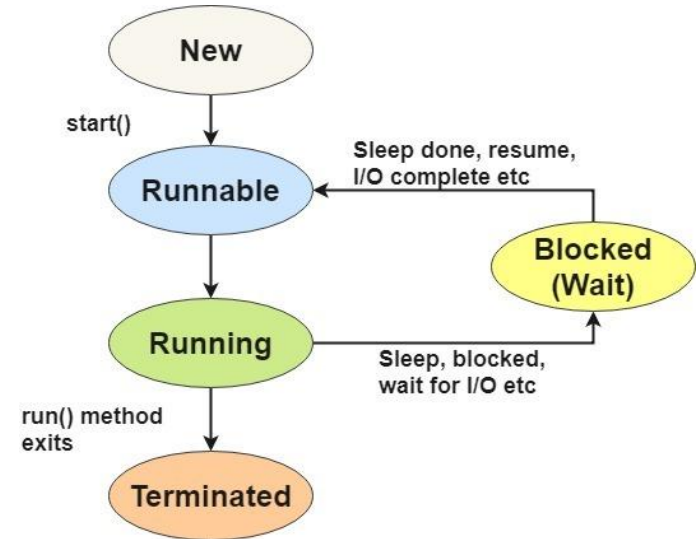 New
start()
Sleep done, resume,
I/O complete etc
Runnable
Blocked
(Wait)
Running
Sleep, blocked,
wait for I/O etc
run() method
exits
Terminated